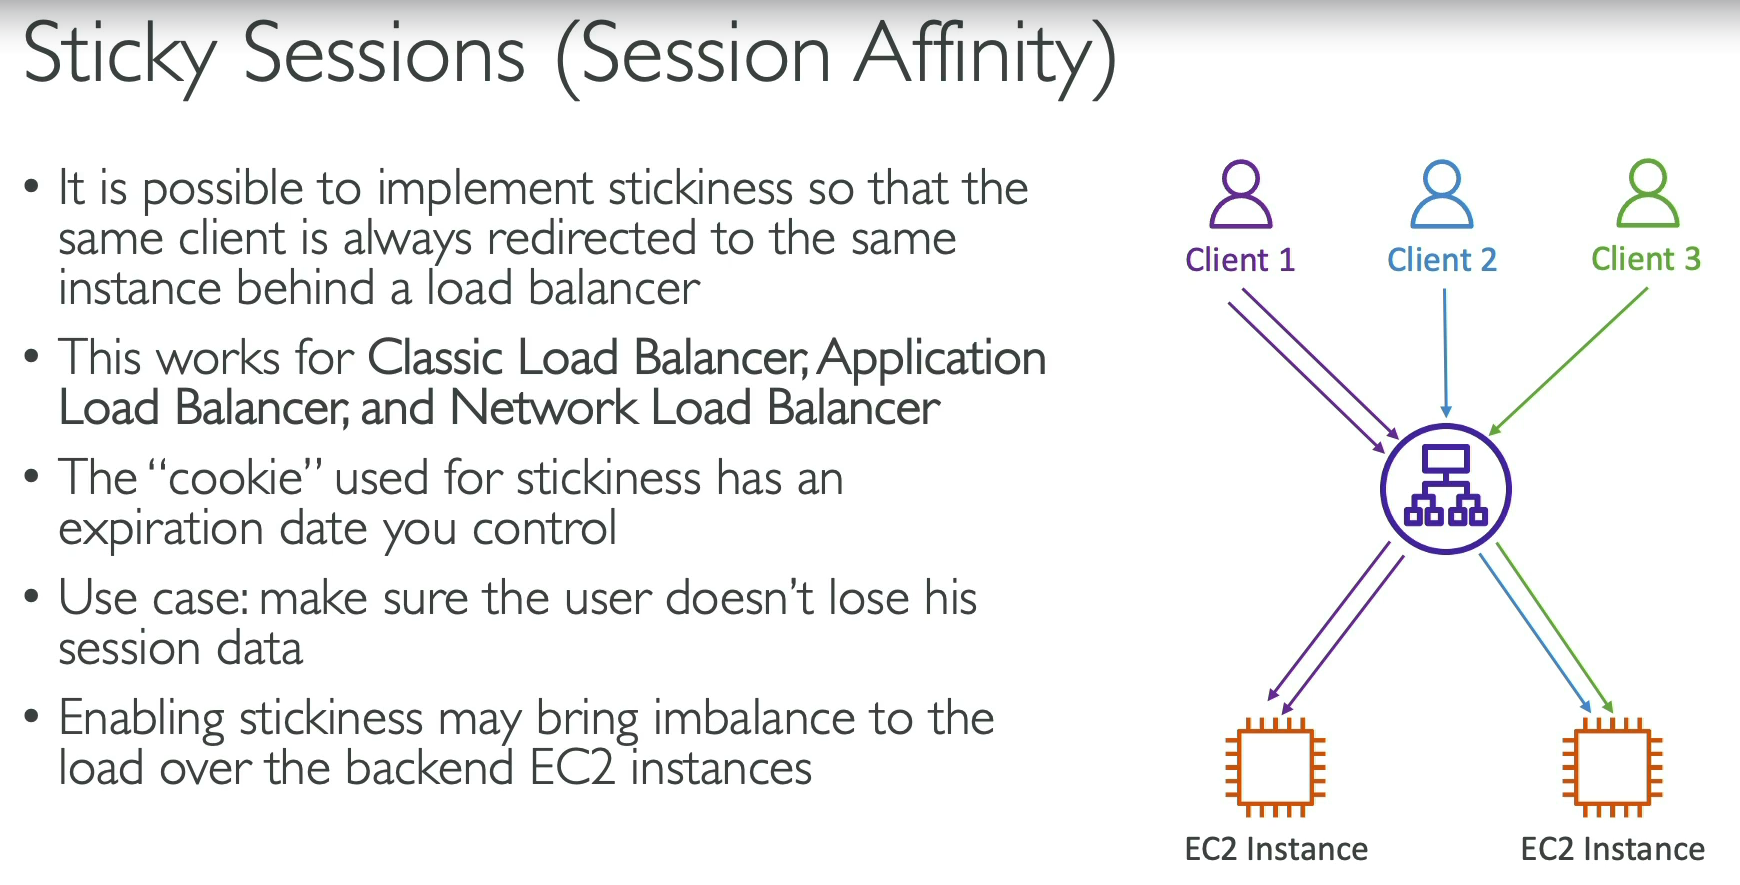 Sticky Sessions (Session Affinity)
• It is possible to implement stickiness so that the
same client is always redirected to the same
instance behind a load balancer
• This works for Classic Load Balancer, Application
Load Balancer, and Network Load Balancer
• The “cookie” used for stickiness has an
expiration date you control
• Use case: make sure the user doesn’t lose his
session data
• Enabling stickiness may bring imbalance to the
load over the backend EC2 instances
Client 1
Client 2
Client 3
EC2 Instance
EC2 Instance